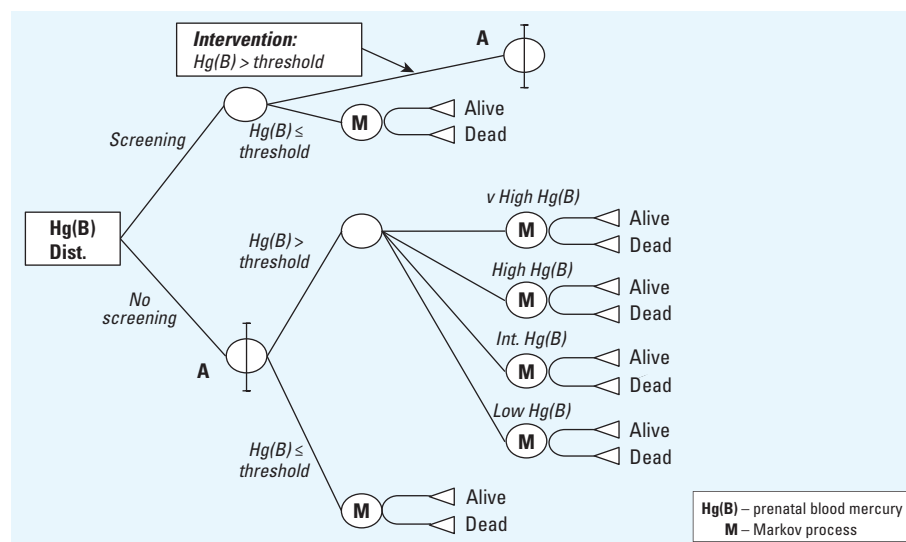 Intervention:
Hg(B) > threshold
A
Alive
M
Hg(B) ≤
threshold
Dead
Screening
Hg(B)
Dist.
No
screening
A
Hg(B) >
threshold
v High Hg(B)
M
Alive
Dead
High Hg(B)
M
Alive
Dead
Int. Hg(B)
M
Alive
Dead
Low Hg(B)
M
Alive
Dead
Hg(B) ≤
threshold
M
Alive
Dead
Hg(B) – prenatal blood mercury
M – Markov process